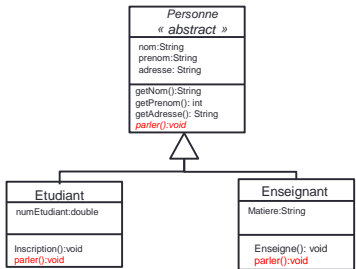 Personne
« abstract »
nom:String
prenom:String
adresse: String
getNom():String
getPrenom(): int
getAdresse(): String
parler():void
Etudiant
numEtudiant:double
Inscription():void
parler():void
Enseignant
Matiere:String
Enseigne(): void
parler():void